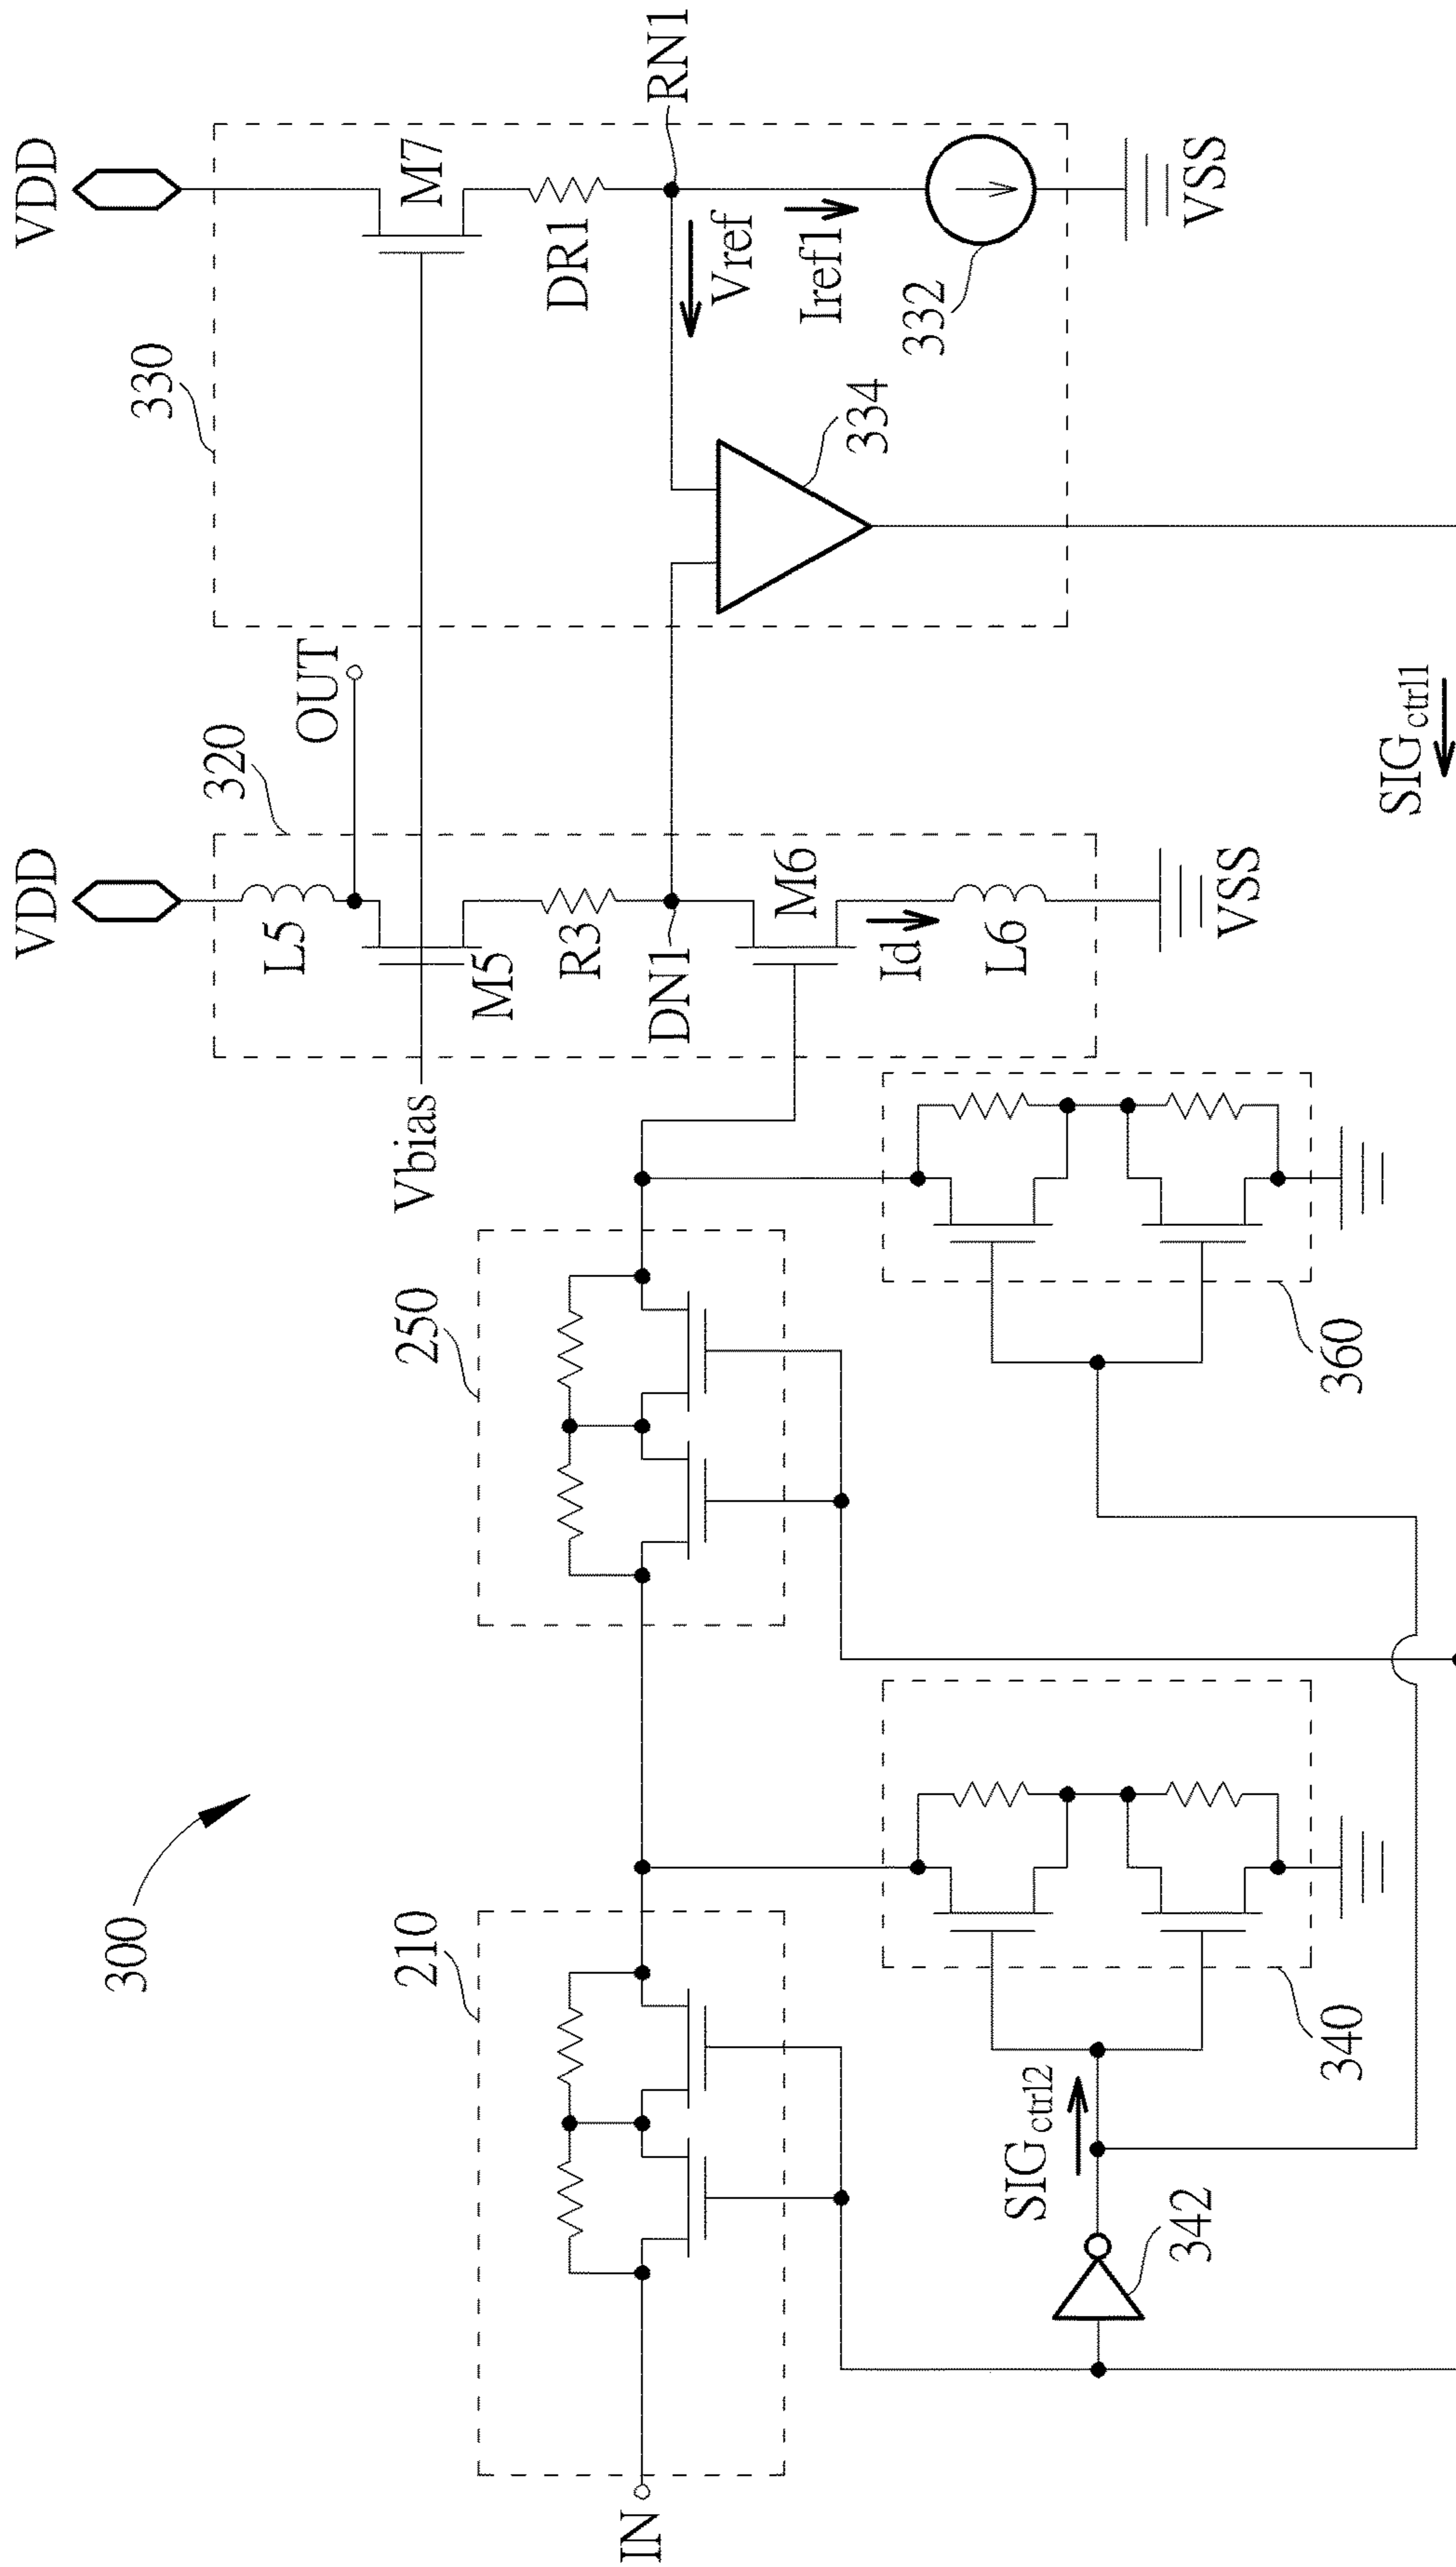 300
VDD
VDD
320
330
L5
OUT
M7
Vbias
M5
DR1
R3
RN1
DN1
Vref
210
250
M6
334
Iref1
Id
332
L6
VSS
VSS
IN
SIGctrl2
342
340
360
SIGctrl1